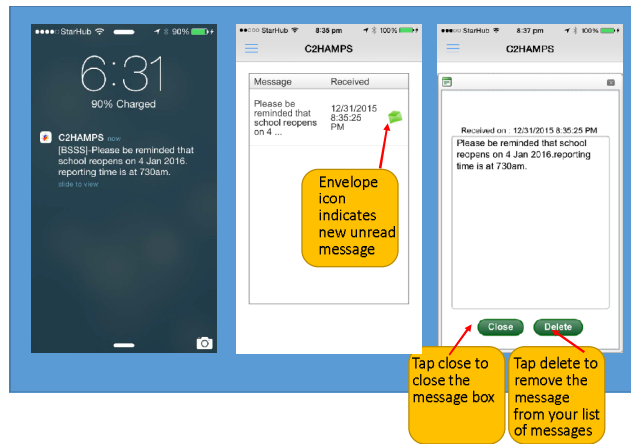 StarHub 90%
6:31
90% Charged
C2HAMPS now
[BSSS]-Please be reminded that
school reopens on 4 Jan 2016.
reporting time is at 730am.
slide to view
StarHub 8:35 pm 100%
C2HAMPS
Message Received
Please be
reminded that
school reopens
on 4 ...
12/31/2015
8:35:25
PM
Envelope
icon
indicates
new unread
message
StarHub 8:37 pm 100%
C2HAMPS
Received on : 12/31/2015 8:35:25 PM
Please be reminded that school
reopens on 4 Jan 2016.reporting
time is at 730am.
Close Delete
Tap close to
close the
message box
Tap delete to
remove the
message
from your list
of messages